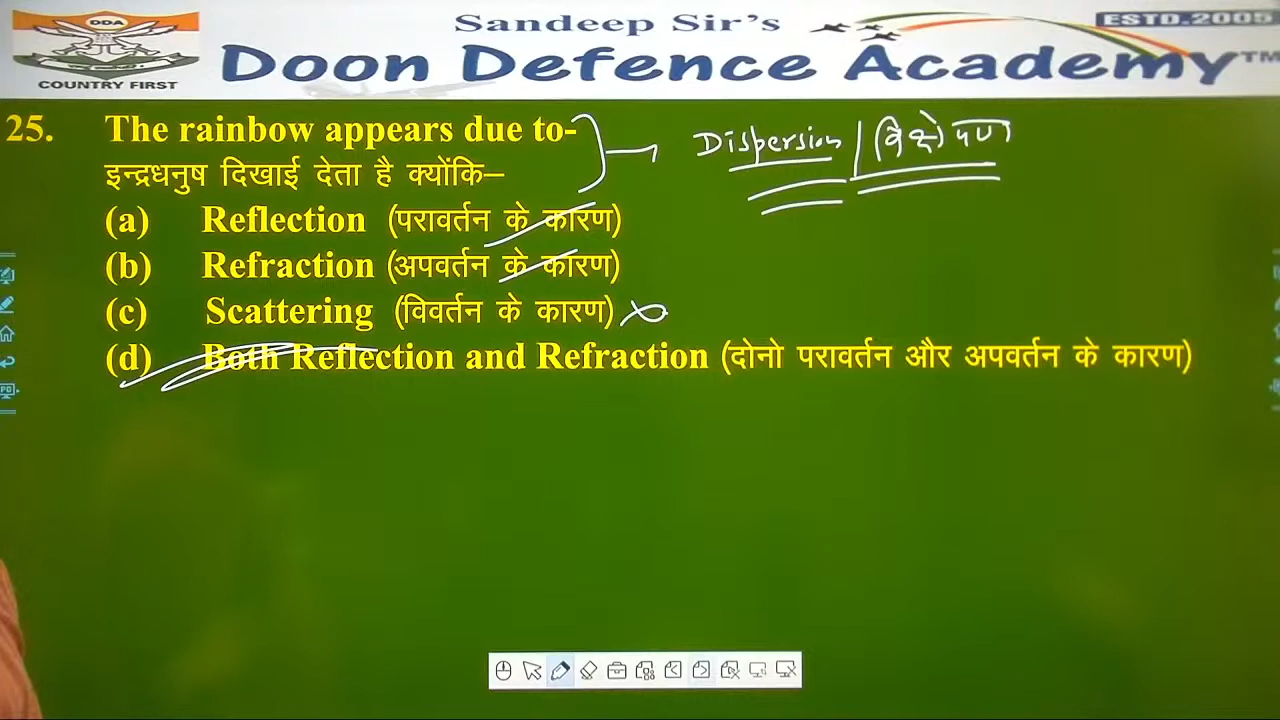 Sandeep Sir's
ESTD.2005
DDA
Doon Defence Academy™
COUNTRY FIRST
25. The rainbow appears due to-
Dispersion / विक्षेपण
इन्द्रधनुष दिखाई देता है क्योंकि–
(a) Reflection (परावर्तन के कारण)
(b) Refraction (अपवर्तन के कारण)
(c) Scattering (विवर्तन के कारण)
(d) Both Reflection and Refraction (दोनो परावर्तन और अपवर्तन के कारण)